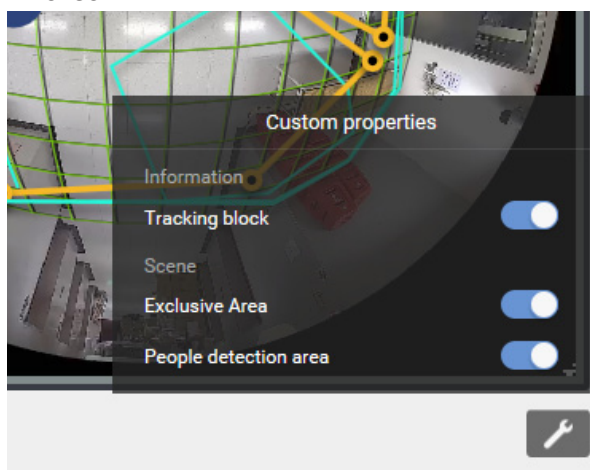 Custom properties
Information
Tracking block
Scene
Exclusive Area
People detection area